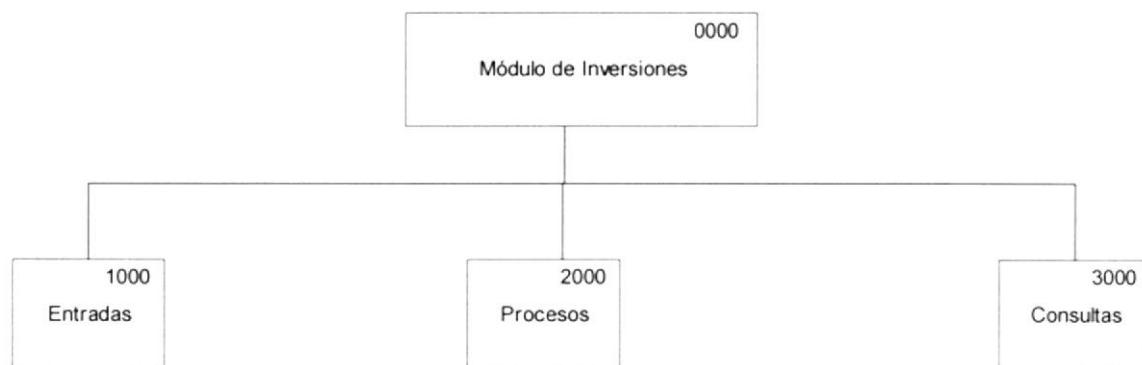 0000
Módulo de Inversiones
1000
Entradas
2000
Procesos
3000
Consultas